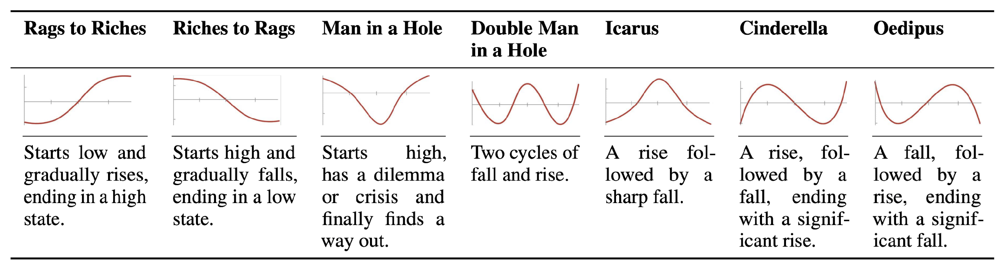 Rags to Riches
Riches to Rags
Man in a Hole
Double Man
in a Hole
Icarus
Cinderella
Oedipus
Starts low and
gradually rises,
ending in a high
state.
Starts high and
gradually falls,
ending in a low
state.
Starts high,
has a dilemma
or crisis and
finally finds a
way out.
Two cycles of
fall and rise.
A rise fol-
lowed by a
sharp fall.
A rise, fol-
lowed by a
fall, ending
with a signif-
icant rise.
A fall, fol-
lowed by a
rise, ending
with a signif-
icant fall.